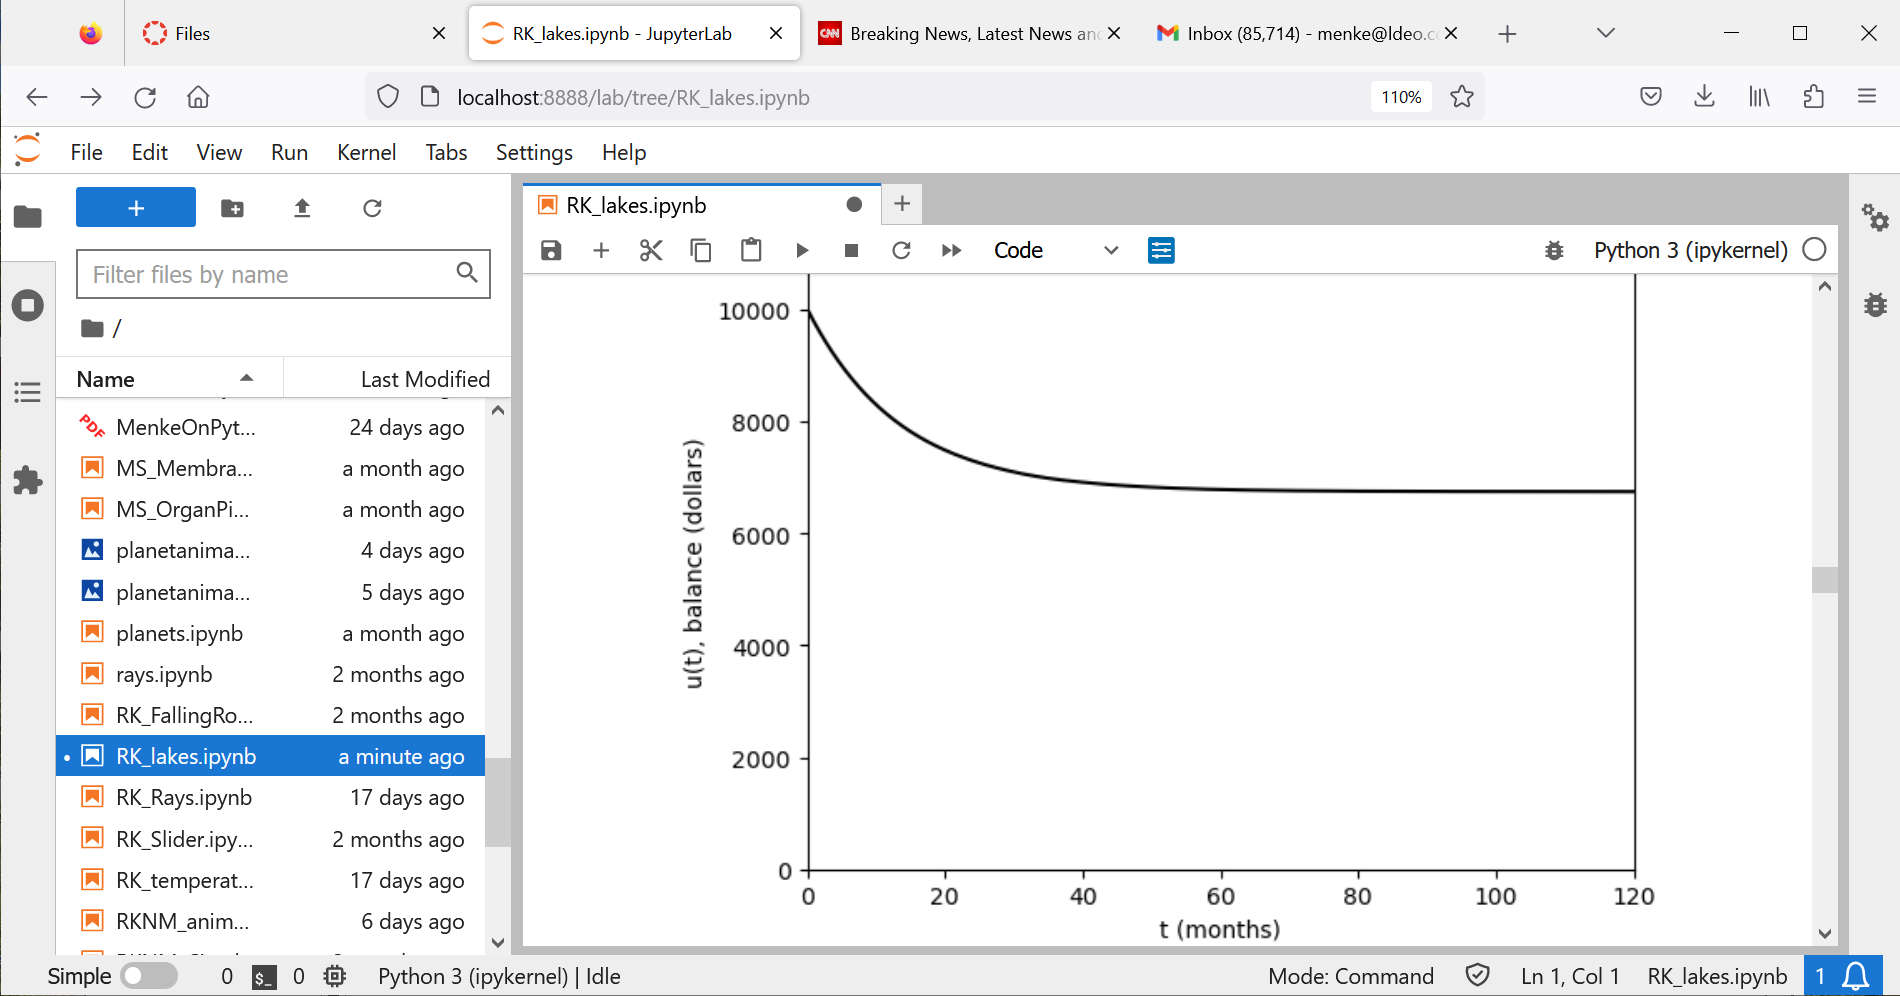 Files
RK_lakes.ipynb - JupyterLab
CNN Breaking News, Latest News and
Inbox (85,714) - menke@ldeo.c
localhost:8888/lab/tree/RK_lakes.ipynb
110%
File Edit View Run Kernel Tabs Settings Help
RK_lakes.ipynb
Code
Python 3 (ipykernel)
Filter files by name
/
Name Last Modified
PDF MenkeOnPyt... 24 days ago
MS_Membra... a month ago
MS_OrganPi... a month ago
planetanima... 4 days ago
planetanima... 5 days ago
planets.ipynb a month ago
rays.ipynb 2 months ago
RK_FallingRo... 2 months ago
RK_lakes.ipynb a minute ago
RK_Rays.ipynb 17 days ago
RK_Slider.ipy... 2 months ago
RK_temperat... 17 days ago
RKNM_anim... 6 days ago
10000
8000
6000
4000
2000
0
u(t), balance (dollars)
0 20 40 60 80 100 120
t (months)
Simple 0 $_ 0 Python 3 (ipykernel) | Idle Mode: Command Ln 1, Col 1 RK_lakes.ipynb 1